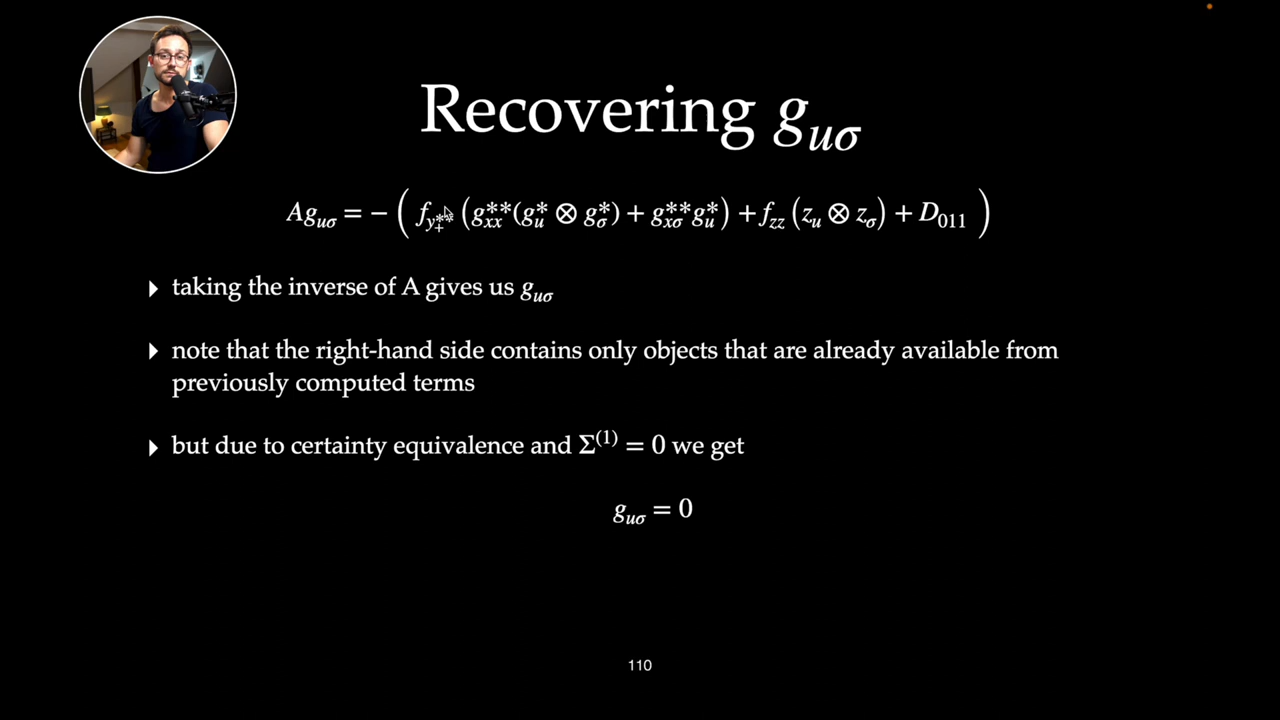 Recovering g_{uσ}
Ag_{uσ} = − ( f_{y_+^{**}} ( g_{xx}^{**}(g_u^* ⊗ g_σ^*) + g_{xσ}^{**}g_u^* ) + f_{zz} (z_u ⊗ z_σ) + D_{011} )
▸ taking the inverse of A gives us g_{uσ}
▸ note that the right-hand side contains only objects that are already available from
previously computed terms
▸ but due to certainty equivalence and Σ^{(1)} = 0 we get
g_{uσ} = 0
110